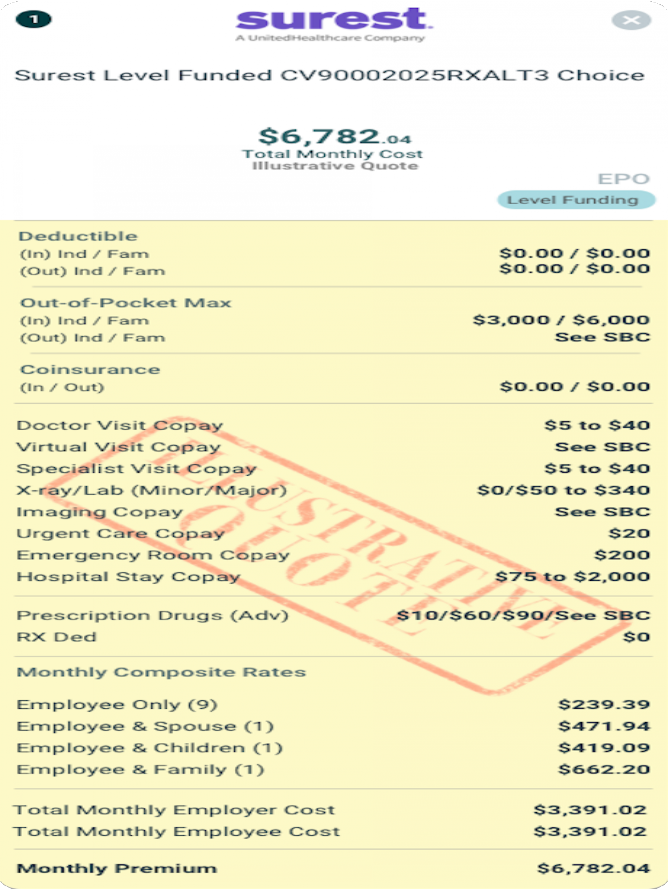 1
surest
A UnitedHealthcare Company
Surest Level Funded CV90002025RXALT3 Choice
$6,782.04
Total Monthly Cost
Illustrative Quote
EPO
Level Funding
Deductible
(In) Ind / Fam $0.00 / $0.00
(Out) Ind / Fam $0.00 / $0.00
Out-of-Pocket Max
(In) Ind / Fam $3,000 / $6,000
(Out) Ind / Fam See SBC
Coinsurance
(In / Out) $0.00 / $0.00
Doctor Visit Copay $5 to $40
Virtual Visit Copay See SBC
Specialist Visit Copay $5 to $40
X-ray/Lab (Minor/Major) $0/$50 to $340
Imaging Copay See SBC
Urgent Care Copay $20
Emergency Room Copay $200
Hospital Stay Copay $75 to $2,000
ILLUSTRATIVE
QUOTE
Prescription Drugs (Adv) $10/$60/$90/See SBC
RX Ded $0
Monthly Composite Rates
Employee Only (9) $239.39
Employee & Spouse (1) $471.94
Employee & Children (1) $419.09
Employee & Family (1) $662.20
Total Monthly Employer Cost $3,391.02
Total Monthly Employee Cost $3,391.02
Monthly Premium $6,782.04